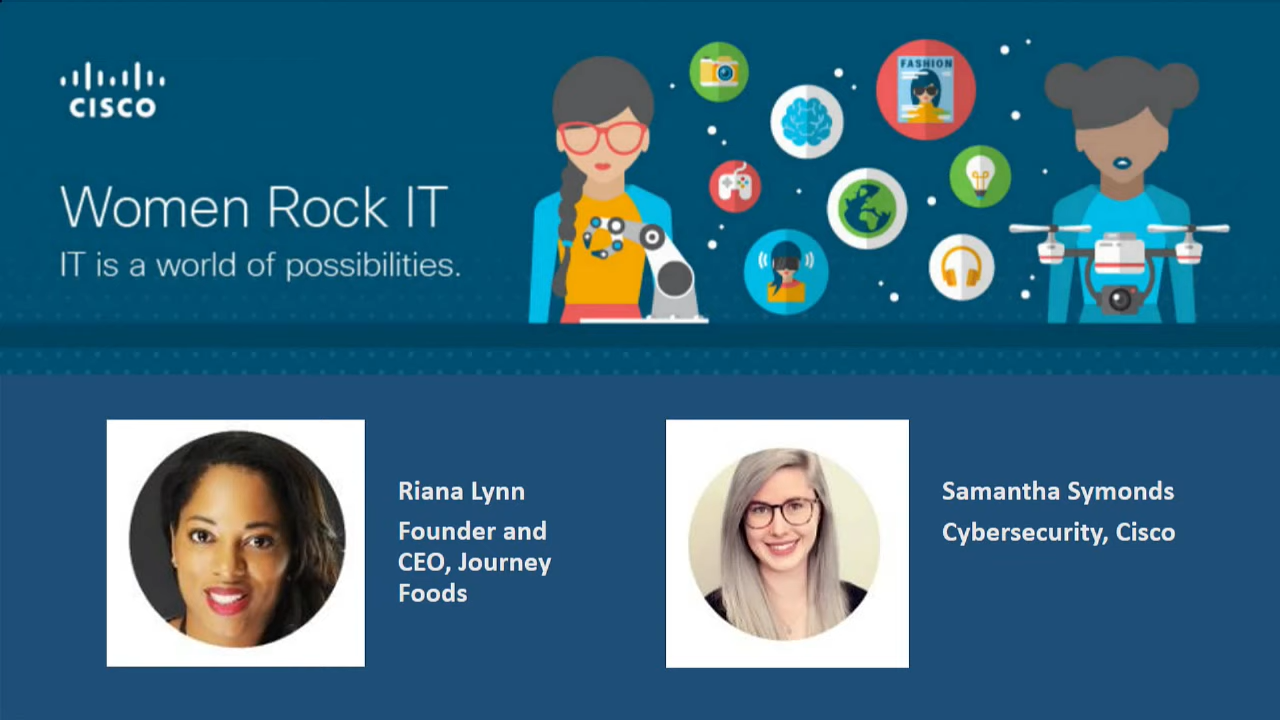 CISCO
Women Rock IT
IT is a world of possibilities.
FASHION
Riana Lynn
Founder and
CEO, Journey
Foods
Samantha Symonds
Cybersecurity, Cisco